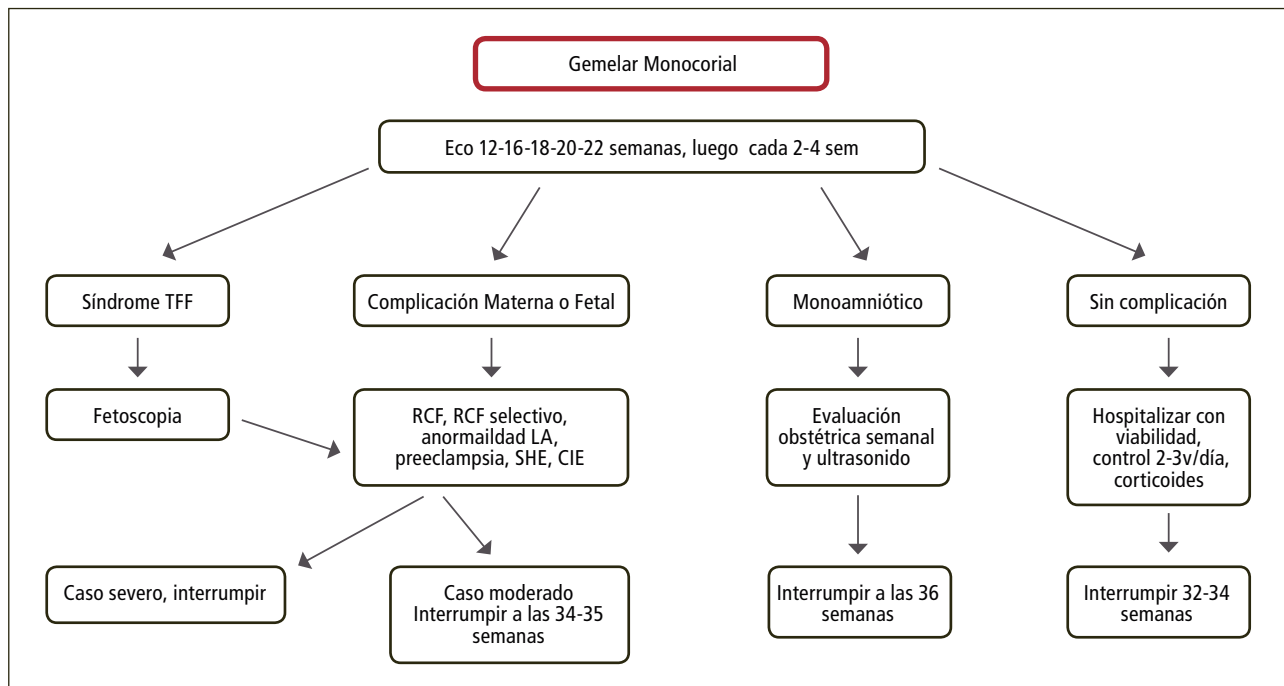 Gemelar Monocorial
Eco 12-16-18-20-22 semanas, luego cada 2-4 sem
Síndrome TFF
Complicación Materna o Fetal
Monoamniótico
Sin complicación
Fetoscopia
RCF, RCF selectivo,
anormaildad LA,
preeclampsia, SHE, CIE
Evaluación
obstétrica semanal
y ultrasonido
Hospitalizar con
viabilidad,
control 2-3v/día,
corticoides
Caso severo, interrumpir
Caso moderado
Interrumpir a las 34-35
semanas
Interrumpir a las 36
semanas
Interrumpir 32-34
semanas